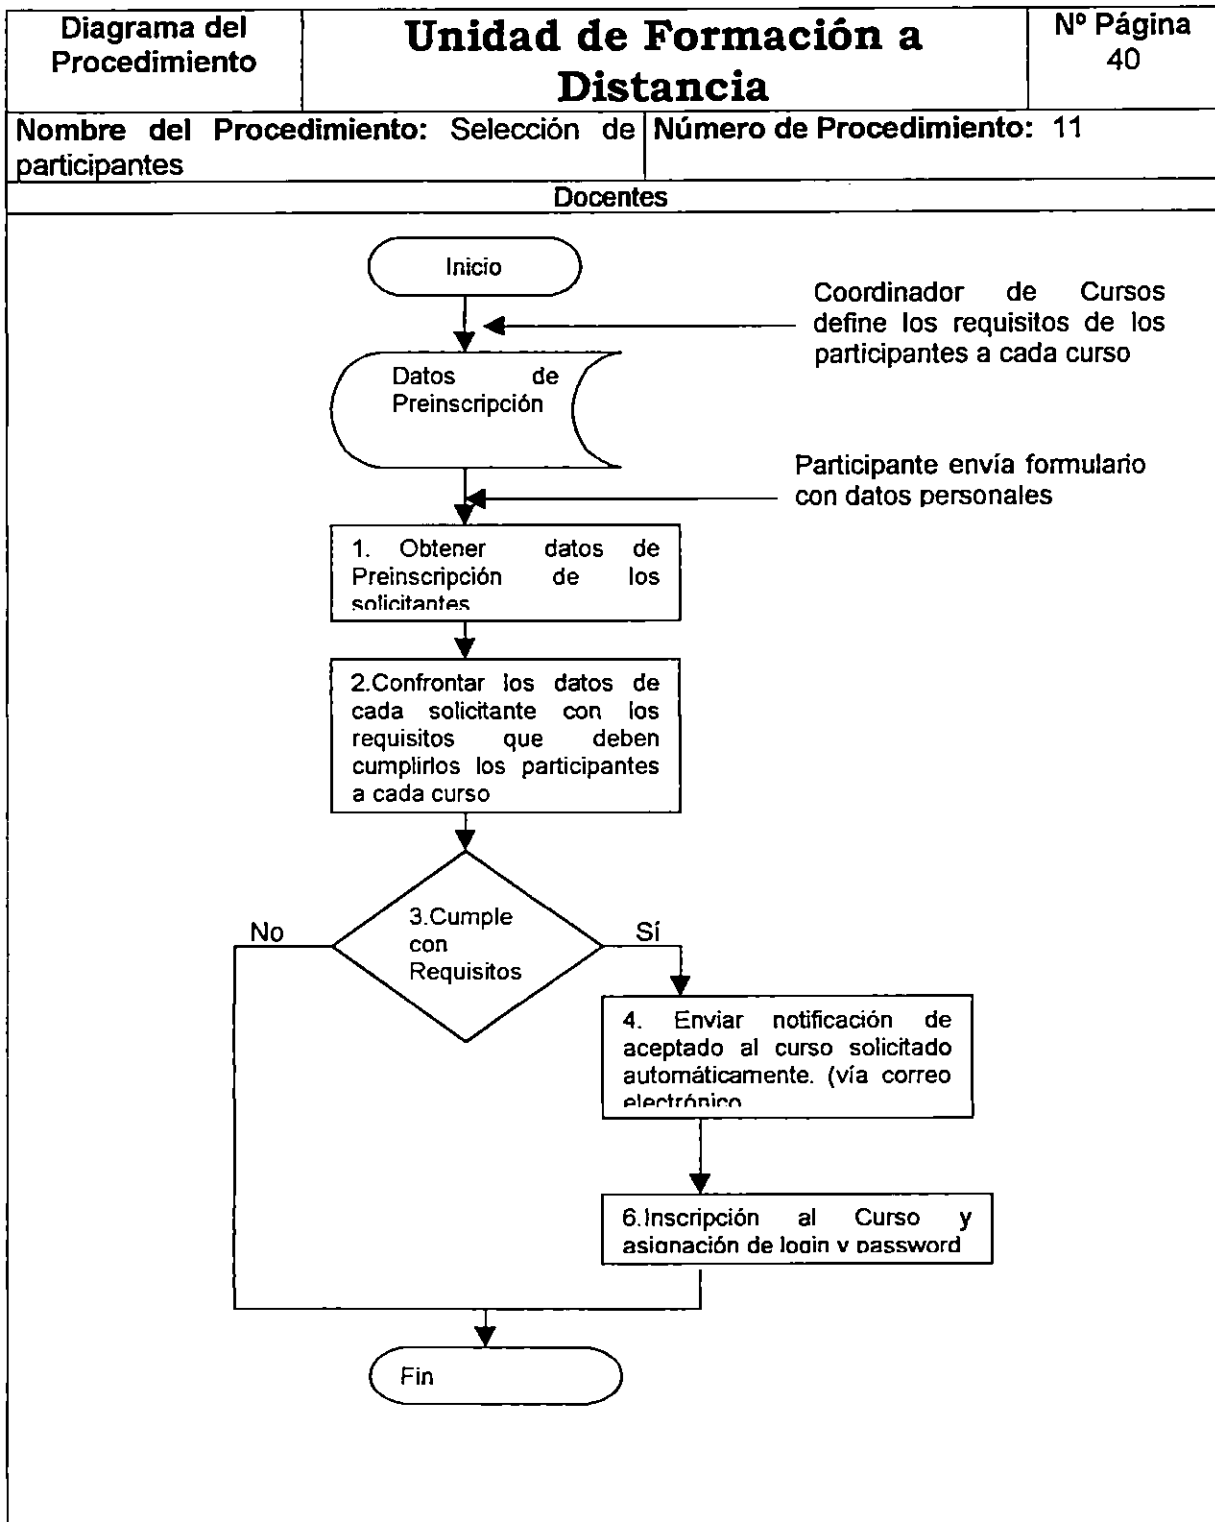 Diagrama del
Procedimiento
Unidad de Formación a
Distancia
Nº Página
40
Nombre del Procedimiento: Selección de
participantes
Número de Procedimiento: 11
Docentes
Inicio
Coordinador de Cursos
define los requisitos de los
participantes a cada curso
Datos de
Preinscripción
Participante envía formulario
con datos personales
1. Obtener datos de
Preinscripción de los
solicitantes
2.Confrontar los datos de
cada solicitante con los
requisitos que deben
cumplirlos los participantes
a cada curso
3.Cumple
con
Requisitos
No
Sí
4. Enviar notificación de
aceptado al curso solicitado
automáticamente. (vía correo
electrónico
6.Inscripción al Curso y
asignación de login y password
Fin